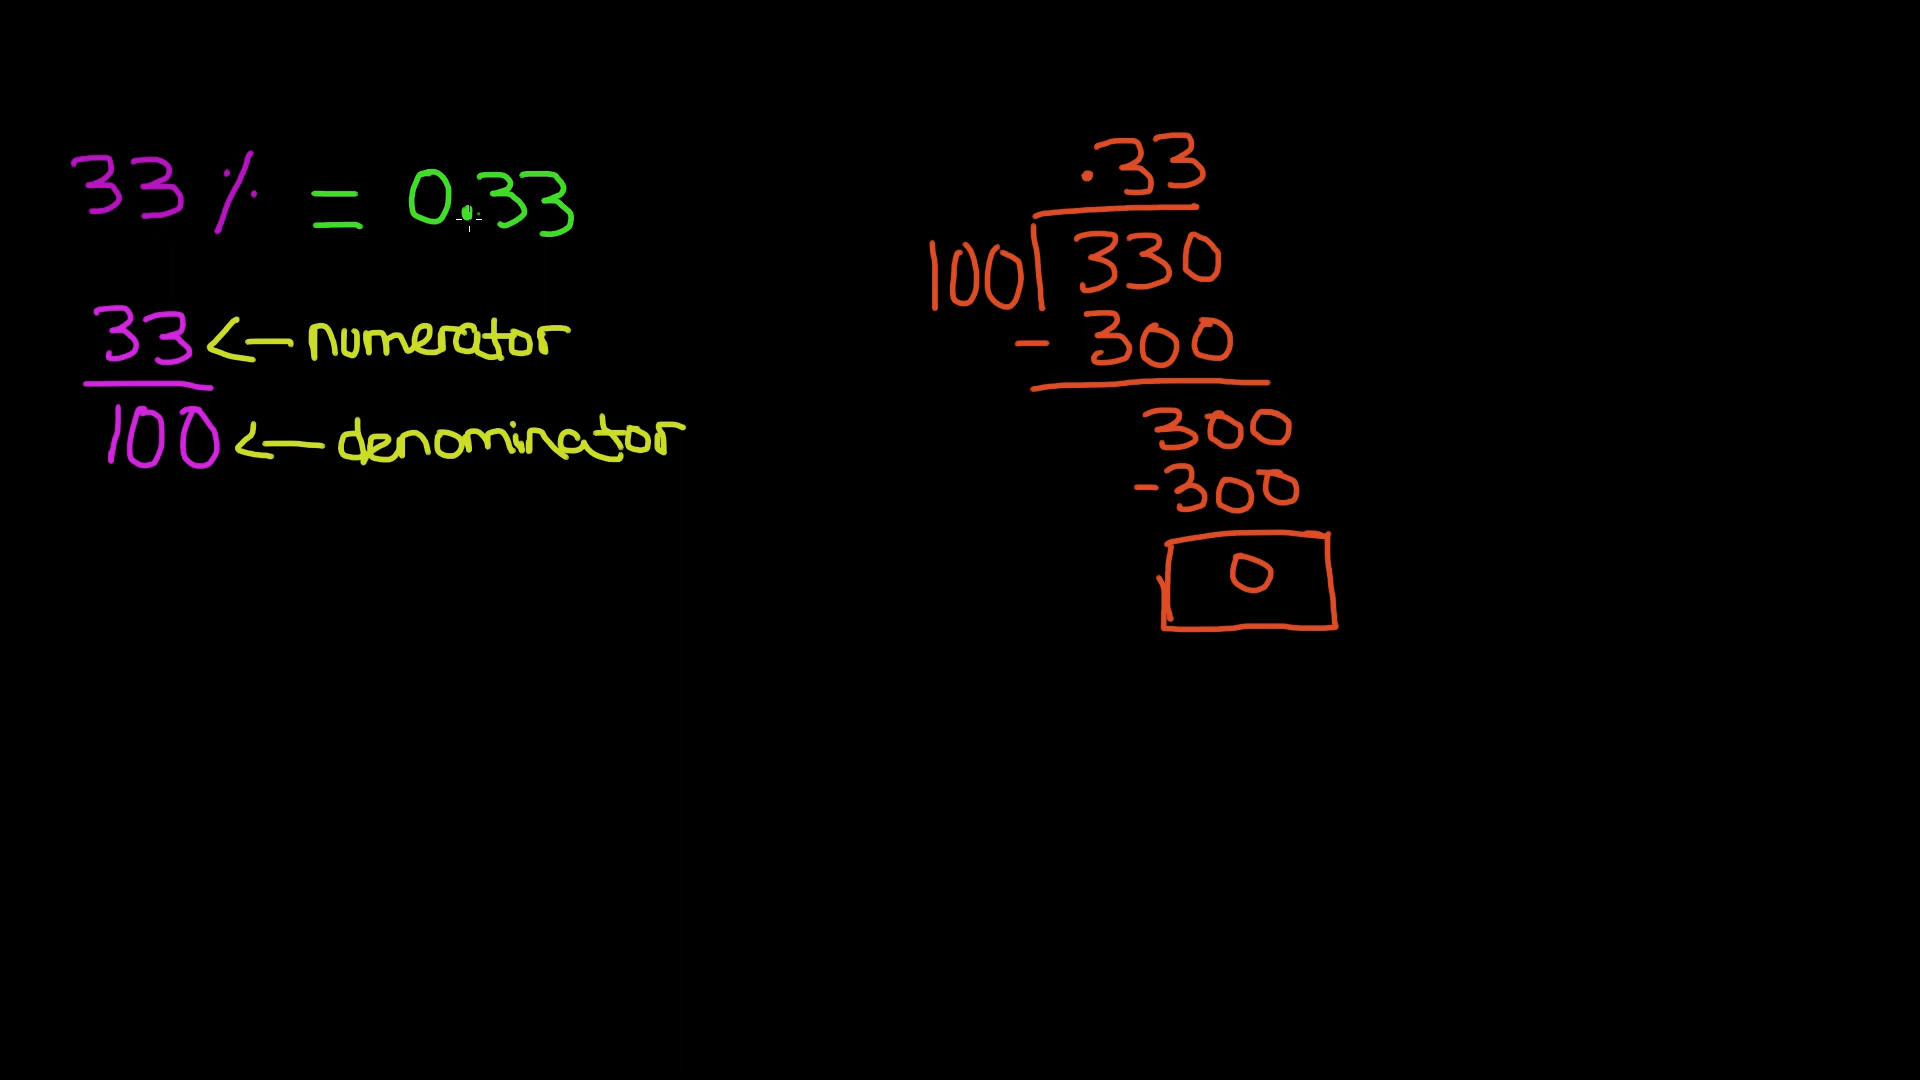 33% = 0.33
33 ← numerator
100 ← denominator
.33
100 330
- 300
300
-300
0